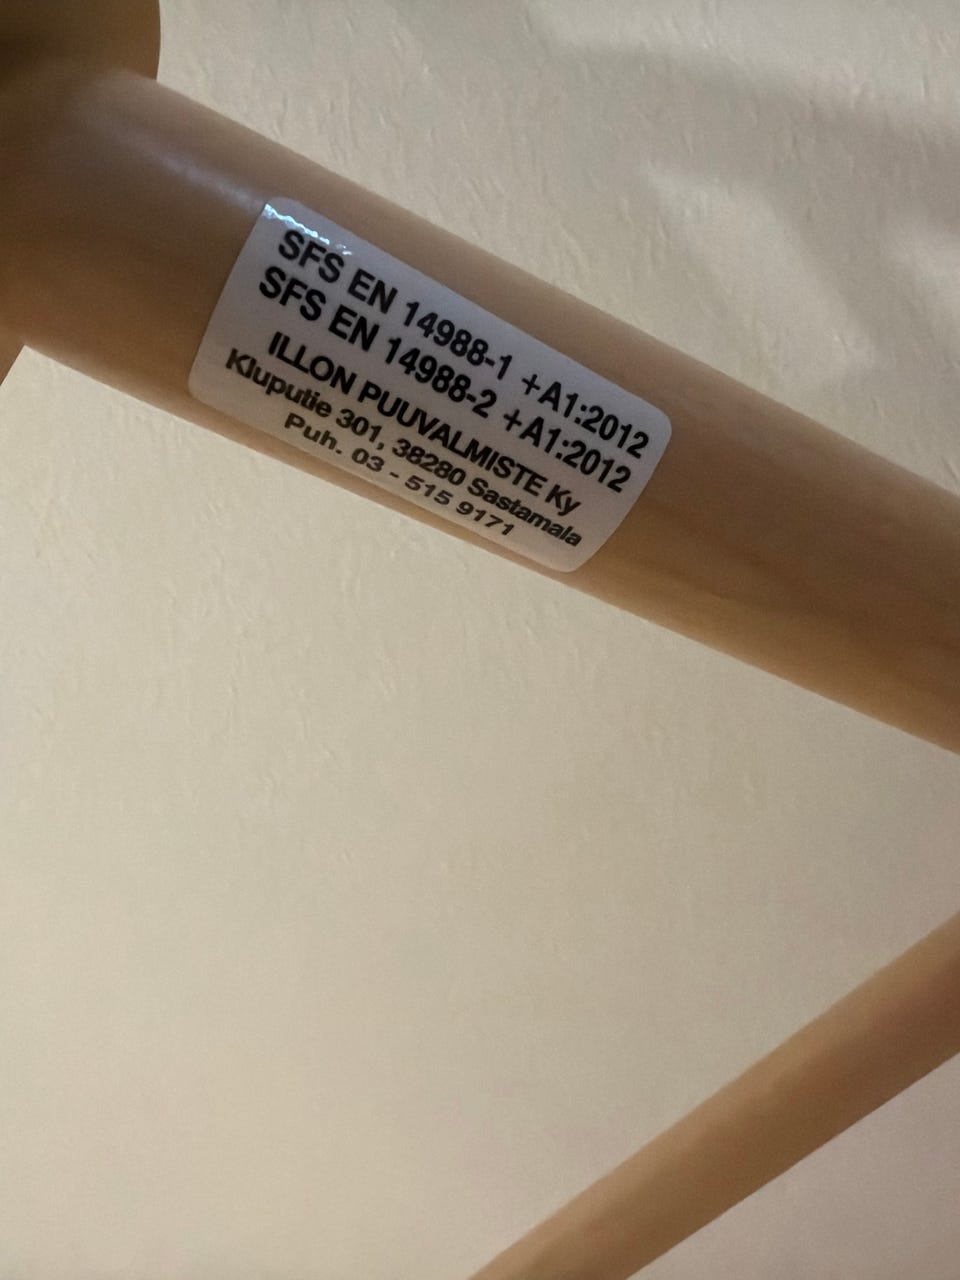 SFS EN 14988-1 +A1:2012
SFS EN 14988-2 +A1:2012
ILLON PUUVALMISTE Ky
Kluputie 301, 38280 Sastamala
Puh. 03 - 515 9171